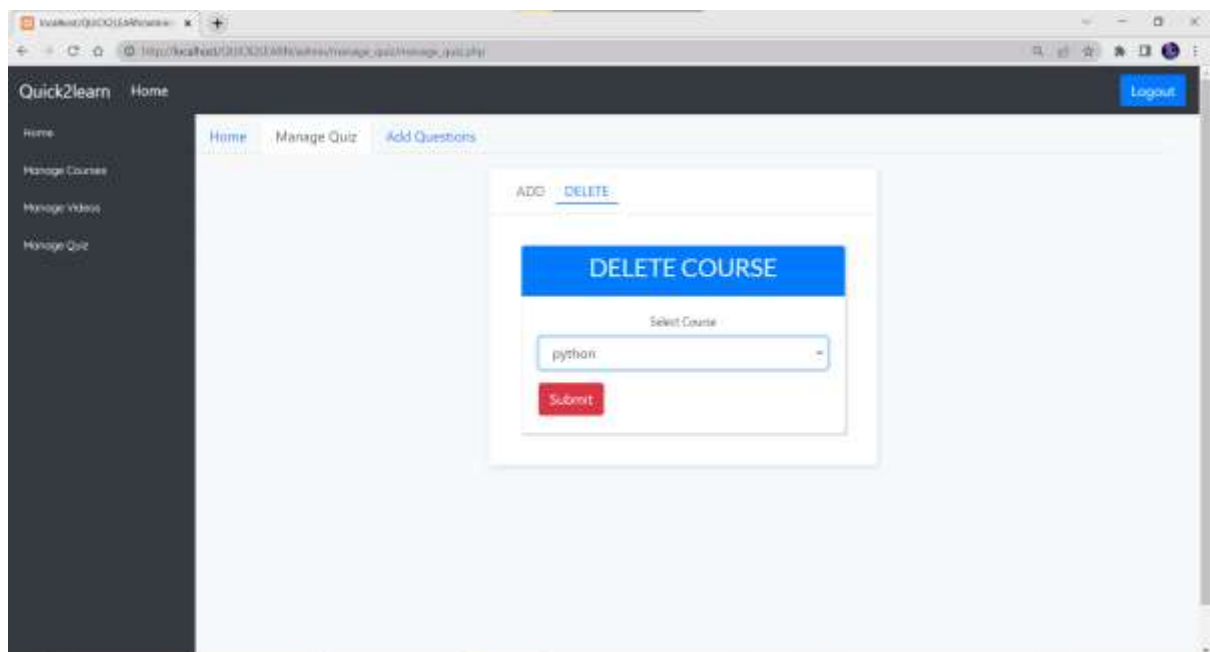 Quick2learn Home Logout
Home
Manage Courses
Manage Videos
Manage Quiz
Home Manage Quiz Add Questions
ADD DELETE
DELETE COURSE
Select Course
python
Submit